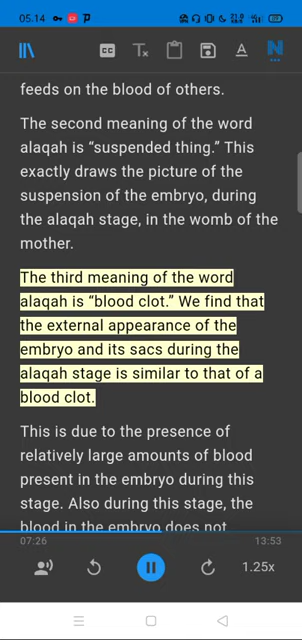 05.14
feeds on the blood of others.
The second meaning of the word
alaqah is “suspended thing.” This
exactly draws the picture of the
suspension of the embryo, during
the alaqah stage, in the womb of the
mother.
The third meaning of the word
alaqah is “blood clot.” We find that
the external appearance of the
embryo and its sacs during the
alaqah stage is similar to that of a
blood clot.
This is due to the presence of
relatively large amounts of blood
present in the embryo during this
stage. Also during this stage, the
blood in the embryo does not
07:26 13:53
1.25x